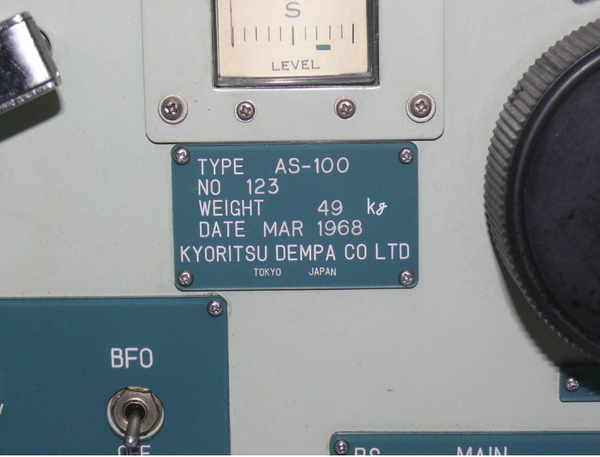 S
LEVEL
TYPE AS-100
NO 123
WEIGHT 49 kg
DATE MAR 1968
KYORITSU DEMPA CO LTD
TOKYO JAPAN
BFO
MAIN